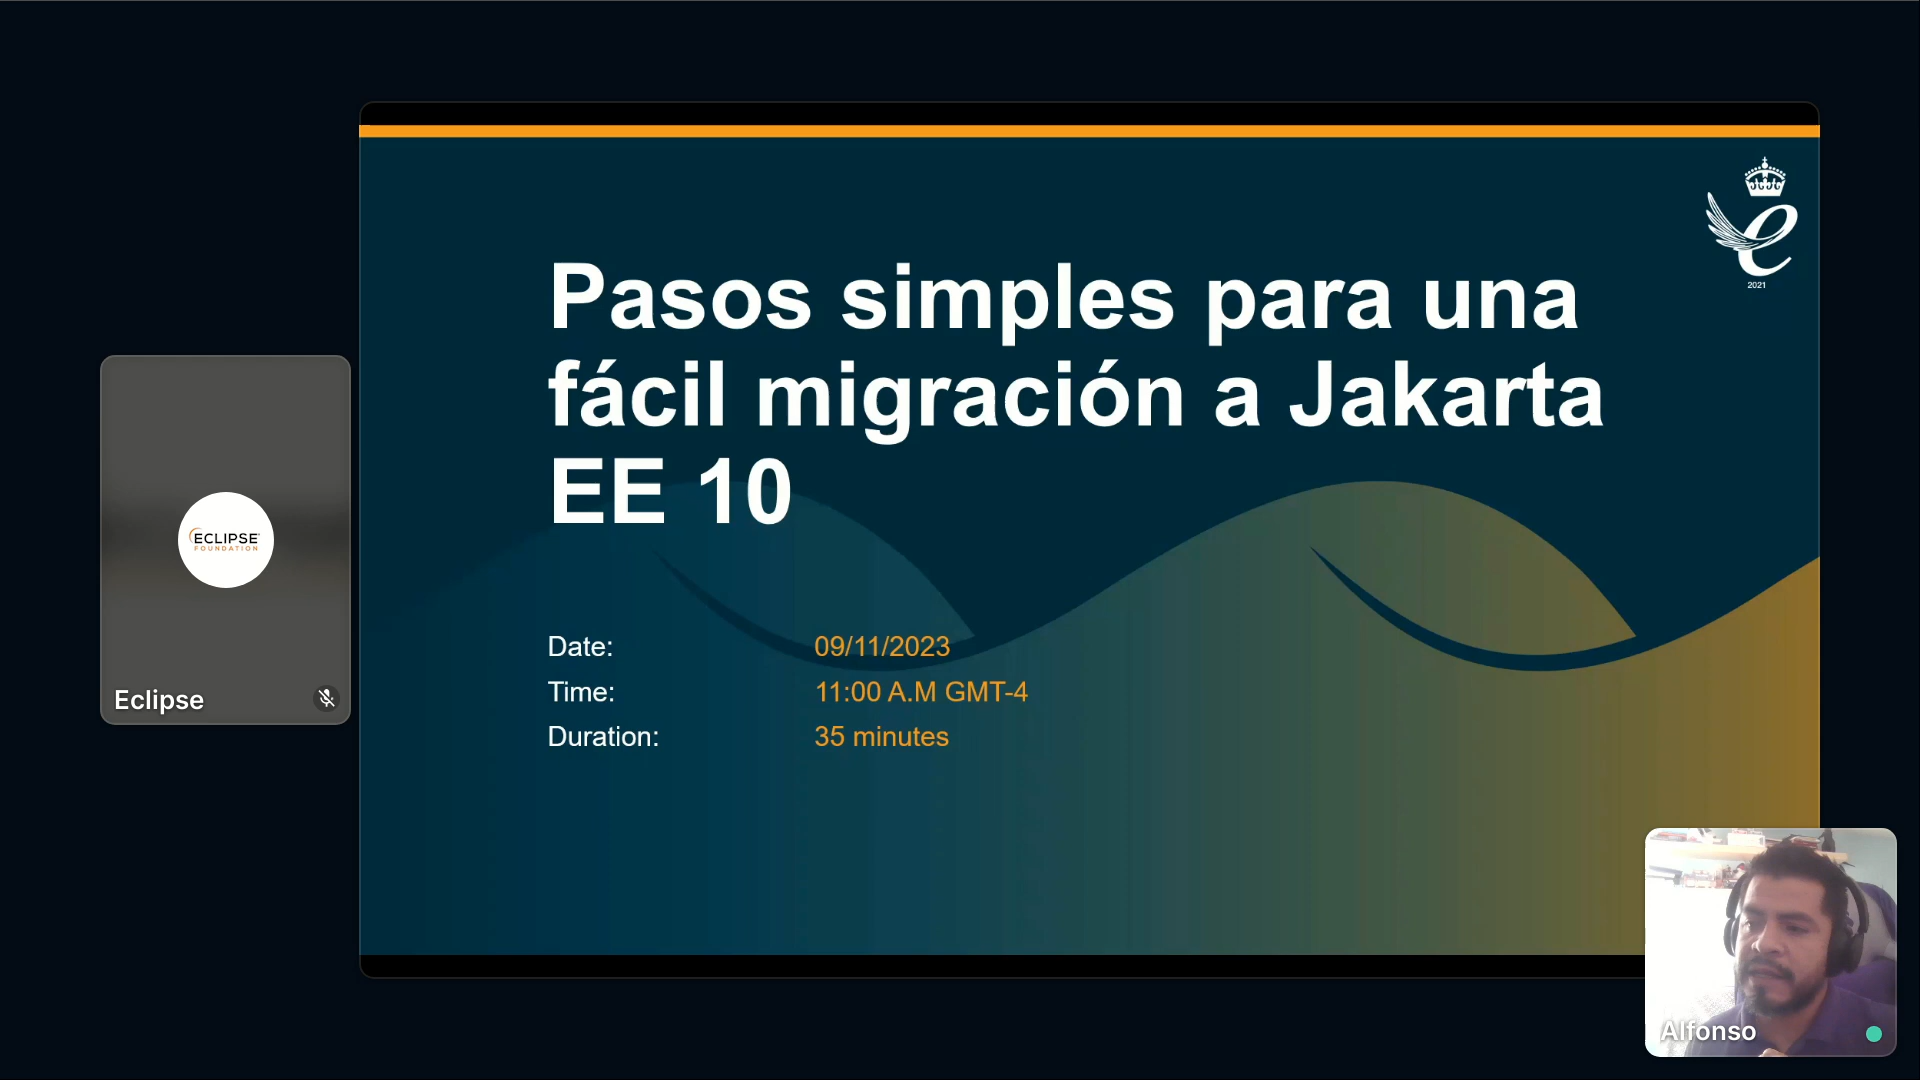 2021
Pasos simples para una
fácil migración a Jakarta
EE 10
ECLIPSE
FOUNDATION
Eclipse
Date: 09/11/2023
Time: 11:00 A.M GMT-4
Duration: 35 minutes
Alfonso